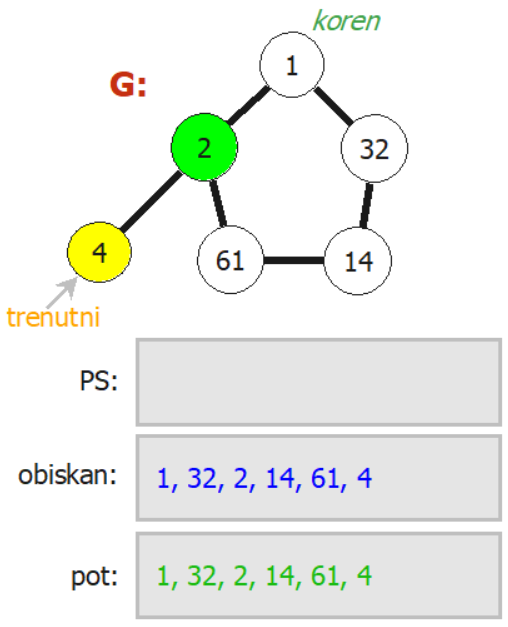 koren
G:
1
2
32
4
61
14
trenutni
PS:
obiskan: 1, 32, 2, 14, 61, 4
pot: 1, 32, 2, 14, 61, 4